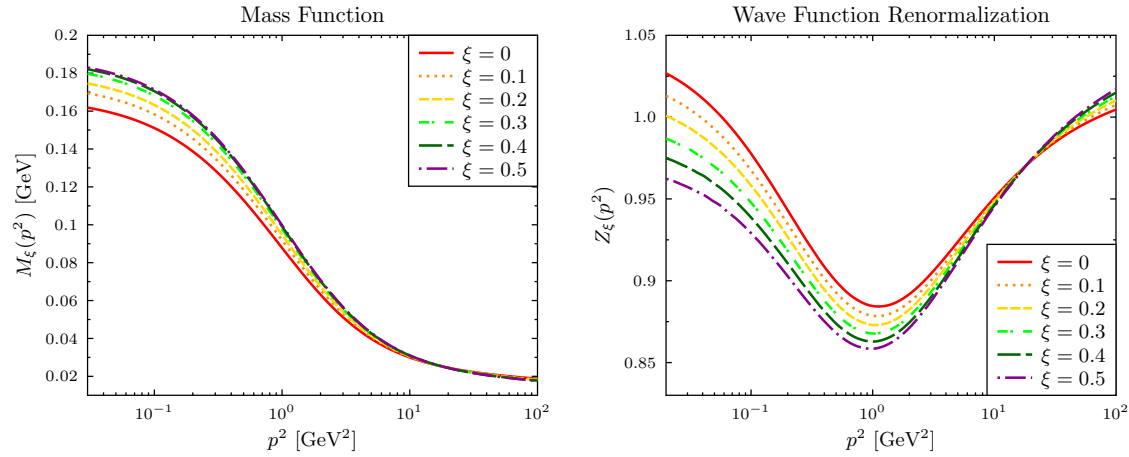 Mass Function
M_ξ(p²) [GeV]
0.2
0.18
0.16
0.14
0.12
0.1
0.08
0.06
0.04
0.02
ξ = 0
ξ = 0.1
ξ = 0.2
ξ = 0.3
ξ = 0.4
ξ = 0.5
10⁻¹ 10⁰ 10¹ 10²
p² [GeV²]
Wave Function Renormalization
Z_ξ(p²)
1.05
1.0
0.95
0.9
0.85
ξ = 0
ξ = 0.1
ξ = 0.2
ξ = 0.3
ξ = 0.4
ξ = 0.5
10⁻¹ 10⁰ 10¹ 10²
p² [GeV²]